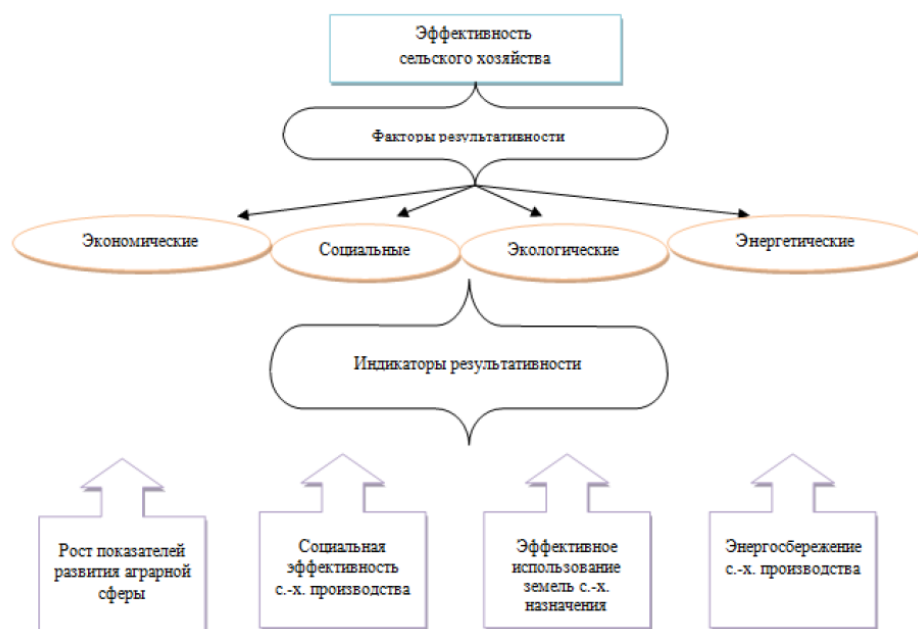 Эффективность
сельского хозяйства
Факторы результативности
Экономические
Социальные
Экологические
Энергетические
Индикаторы результативности
Рост показателей
развития аграрной
сферы
Социальная
эффективность
с.-х. производства
Эффективное
использование
земель с.-х.
назначения
Энергосбережение
с.-х. производства